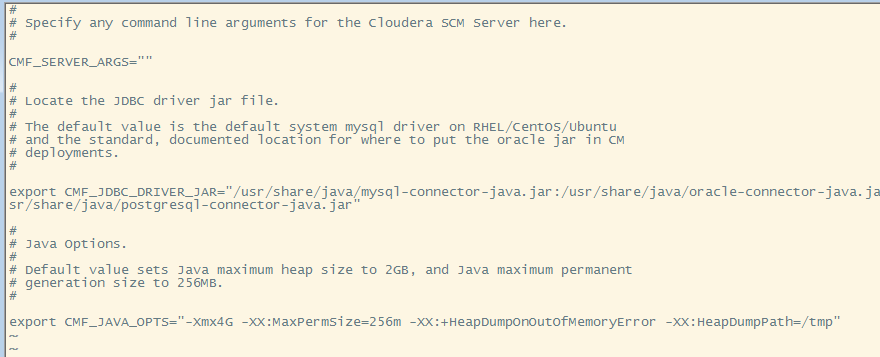 #
# Specify any command line arguments for the Cloudera SCM Server here.
#
CMF_SERVER_ARGS=""
#
# Locate the JDBC driver jar file.
#
# The default value is the default system mysql driver on RHEL/CentOS/Ubuntu
# and the standard, documented location for where to put the oracle jar in CM
# deployments.
#
export CMF_JDBC_DRIVER_JAR="/usr/share/java/mysql-connector-java.jar:/usr/share/java/oracle-connector-java.ja
sr/share/java/postgresql-connector-java.jar"
#
# Java Options.
#
# Default value sets Java maximum heap size to 2GB, and Java maximum permanent
# generation size to 256MB.
#
export CMF_JAVA_OPTS="-Xmx4G -XX:MaxPermSize=256m -XX:+HeapDumpOnOutOfMemoryError -XX:HeapDumpPath=/tmp"
~
~